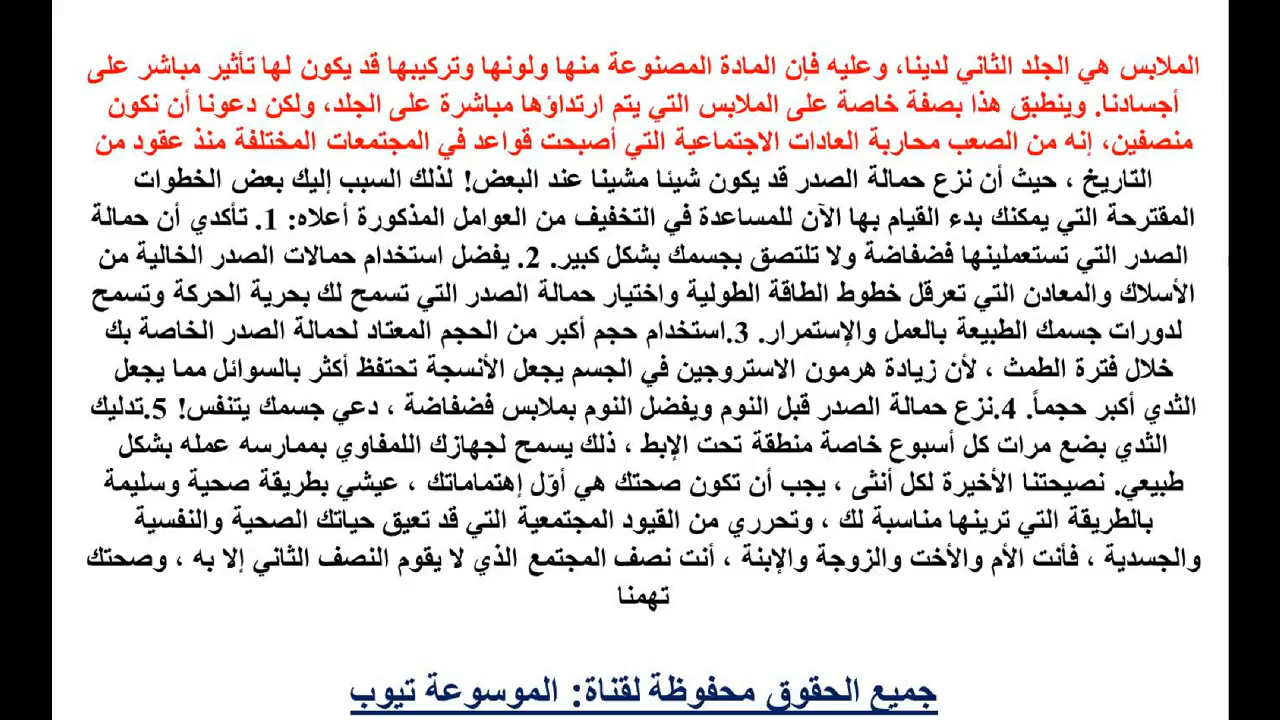 الملابس هي الجلد الثاني لدينا، وعليه فإن المادة المصنوعة منها ولونها وتركيبها قد يكون لها تأثير مباشر على
أجسادنا. وينطبق هذا بصفة خاصة على الملابس التي يتم ارتداؤها مباشرة على الجلد، ولكن دعونا أن نكون
منصفين، إنه من الصعب محاربة العادات الاجتماعية التي أصبحت قواعد في المجتمعات المختلفة منذ عقود من
التاريخ ، حيث أن نزع حمالة الصدر قد يكون شيئا مشينا عند البعض! لذلك السبب إليك بعض الخطوات
المقترحة التي يمكنك بدء القيام بها الآن للمساعدة في التخفيف من العوامل المذكورة أعلاه: 1. تأكدي أن حمالة
الصدر التي تستعملينها فضفاضة ولا تلتصق بجسمك بشكل كبير. 2. يفضل استخدام حمالات الصدر الخالية من
الأسلاك والمعادن التي تعرقل خطوط الطاقة الطولية واختيار حمالة الصدر التي تسمح لك بحرية الحركة وتسمح
لدورات جسمك الطبيعة بالعمل والإستمرار. 3.استخدام حجم أكبر من الحجم المعتاد لحمالة الصدر الخاصة بك
خلال فترة الطمث ، لأن زيادة هرمون الاستروجين في الجسم يجعل الأنسجة تحتفظ أكثر بالسوائل مما يجعل
الثدي أكبر حجماً. 4.نزع حمالة الصدر قبل النوم ويفضل النوم بملابس فضفاضة ، دعي جسمك يتنفس! 5.تدليك
الثدي بضع مرات كل أسبوع خاصة منطقة تحت الإبط ، ذلك يسمح لجهازك اللمفاوي بممارسه عمله بشكل
طبيعي. نصيحتنا الأخيرة لكل أنثى ، يجب أن تكون صحتك هي أوّل إهتماماتك ، عيشي بطريقة صحية وسليمة
بالطريقة التي ترينها مناسبة لك ، وتحرري من القيود المجتمعية التي قد تعيق حياتك الصحية والنفسية
والجسدية ، فأنت الأم والأخت والزوجة والإبنة ، أنت نصف المجتمع الذي لا يقوم النصف الثاني إلا به ، وصحتك
تهمنا
جميع الحقوق محفوظة لقناة: الموسوعة تيوب